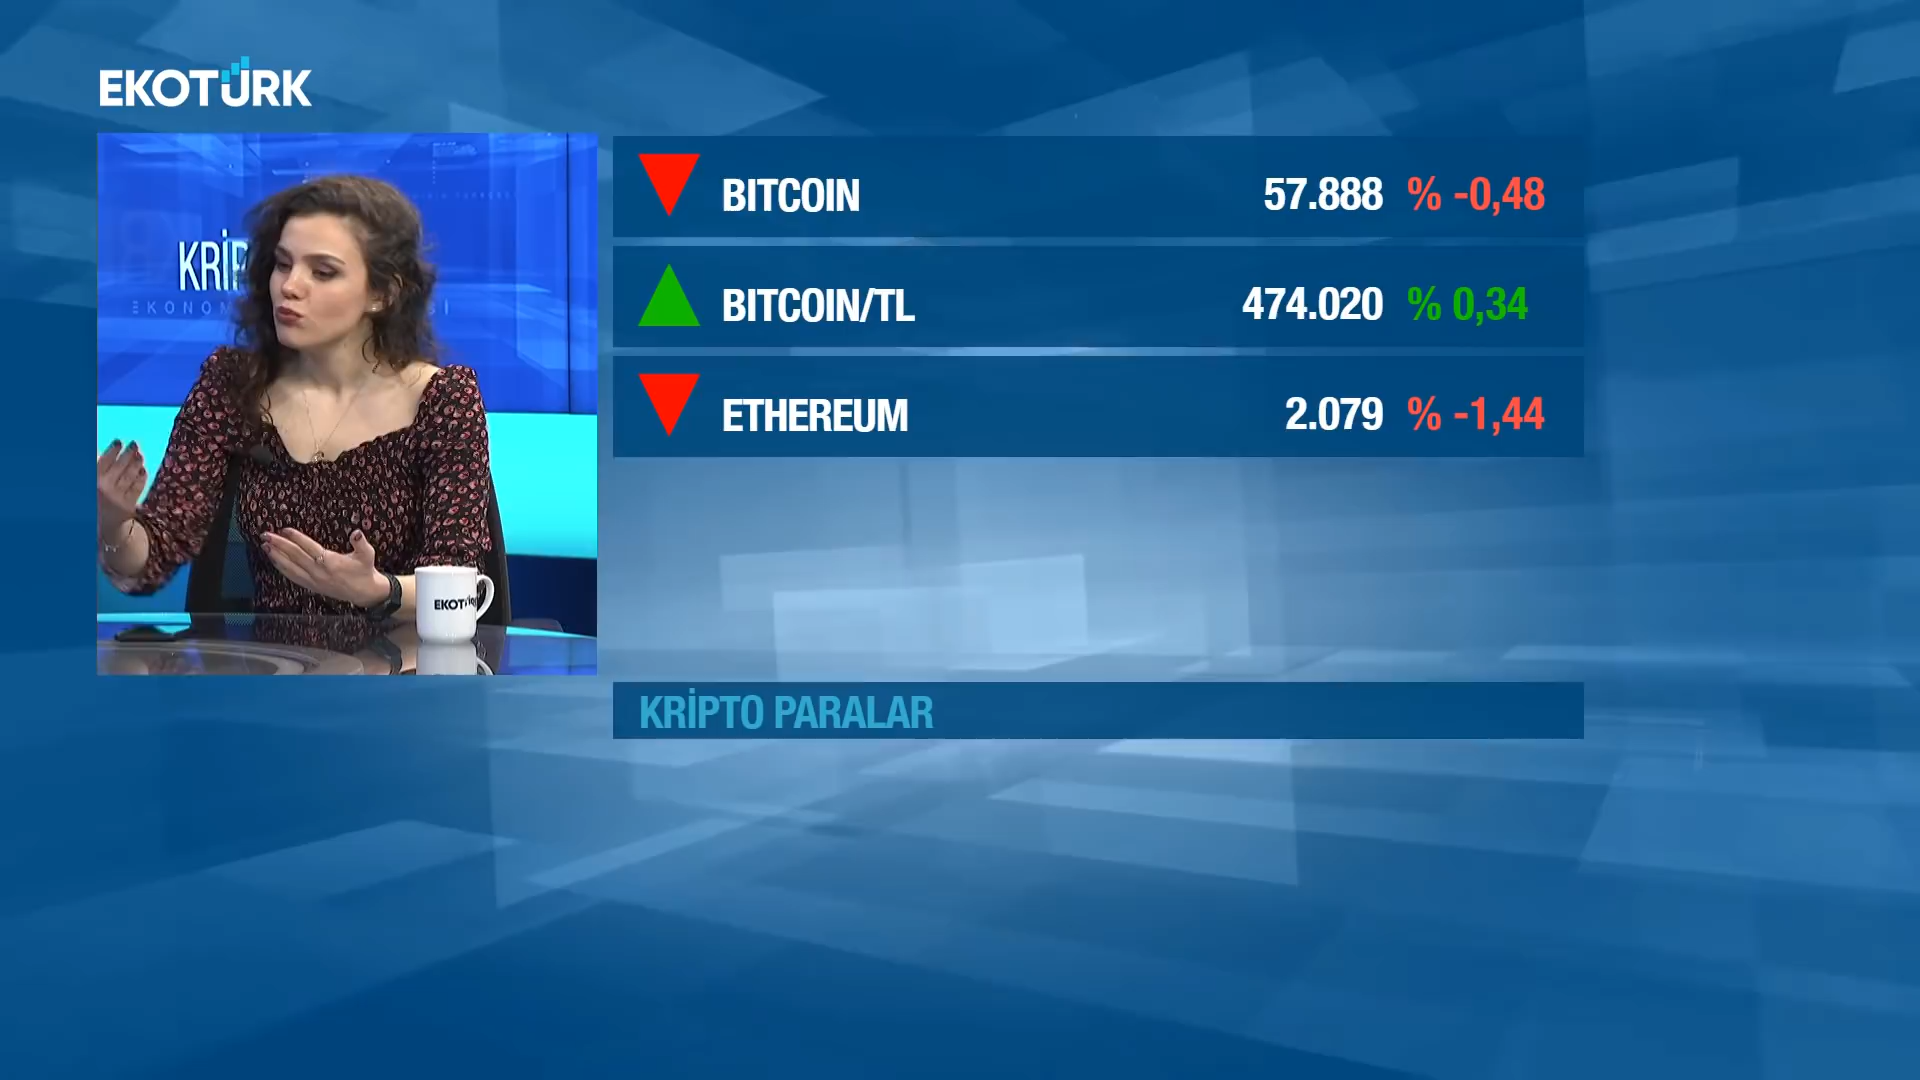 EKOTÜRK
BITCOIN 57.888 % -0,48
BITCOIN/TL 474.020 % 0,34
ETHEREUM 2.079 % -1,44
KRİPTO PARALAR